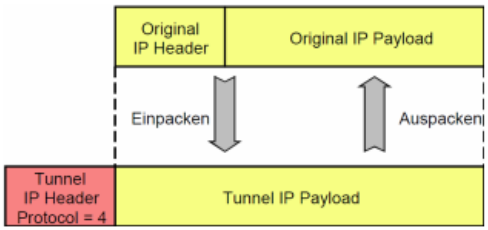 Original
IP Header
Original IP Payload
Einpacken
Auspacken
Tunnel
IP Header
Protocol = 4
Tunnel IP Payload